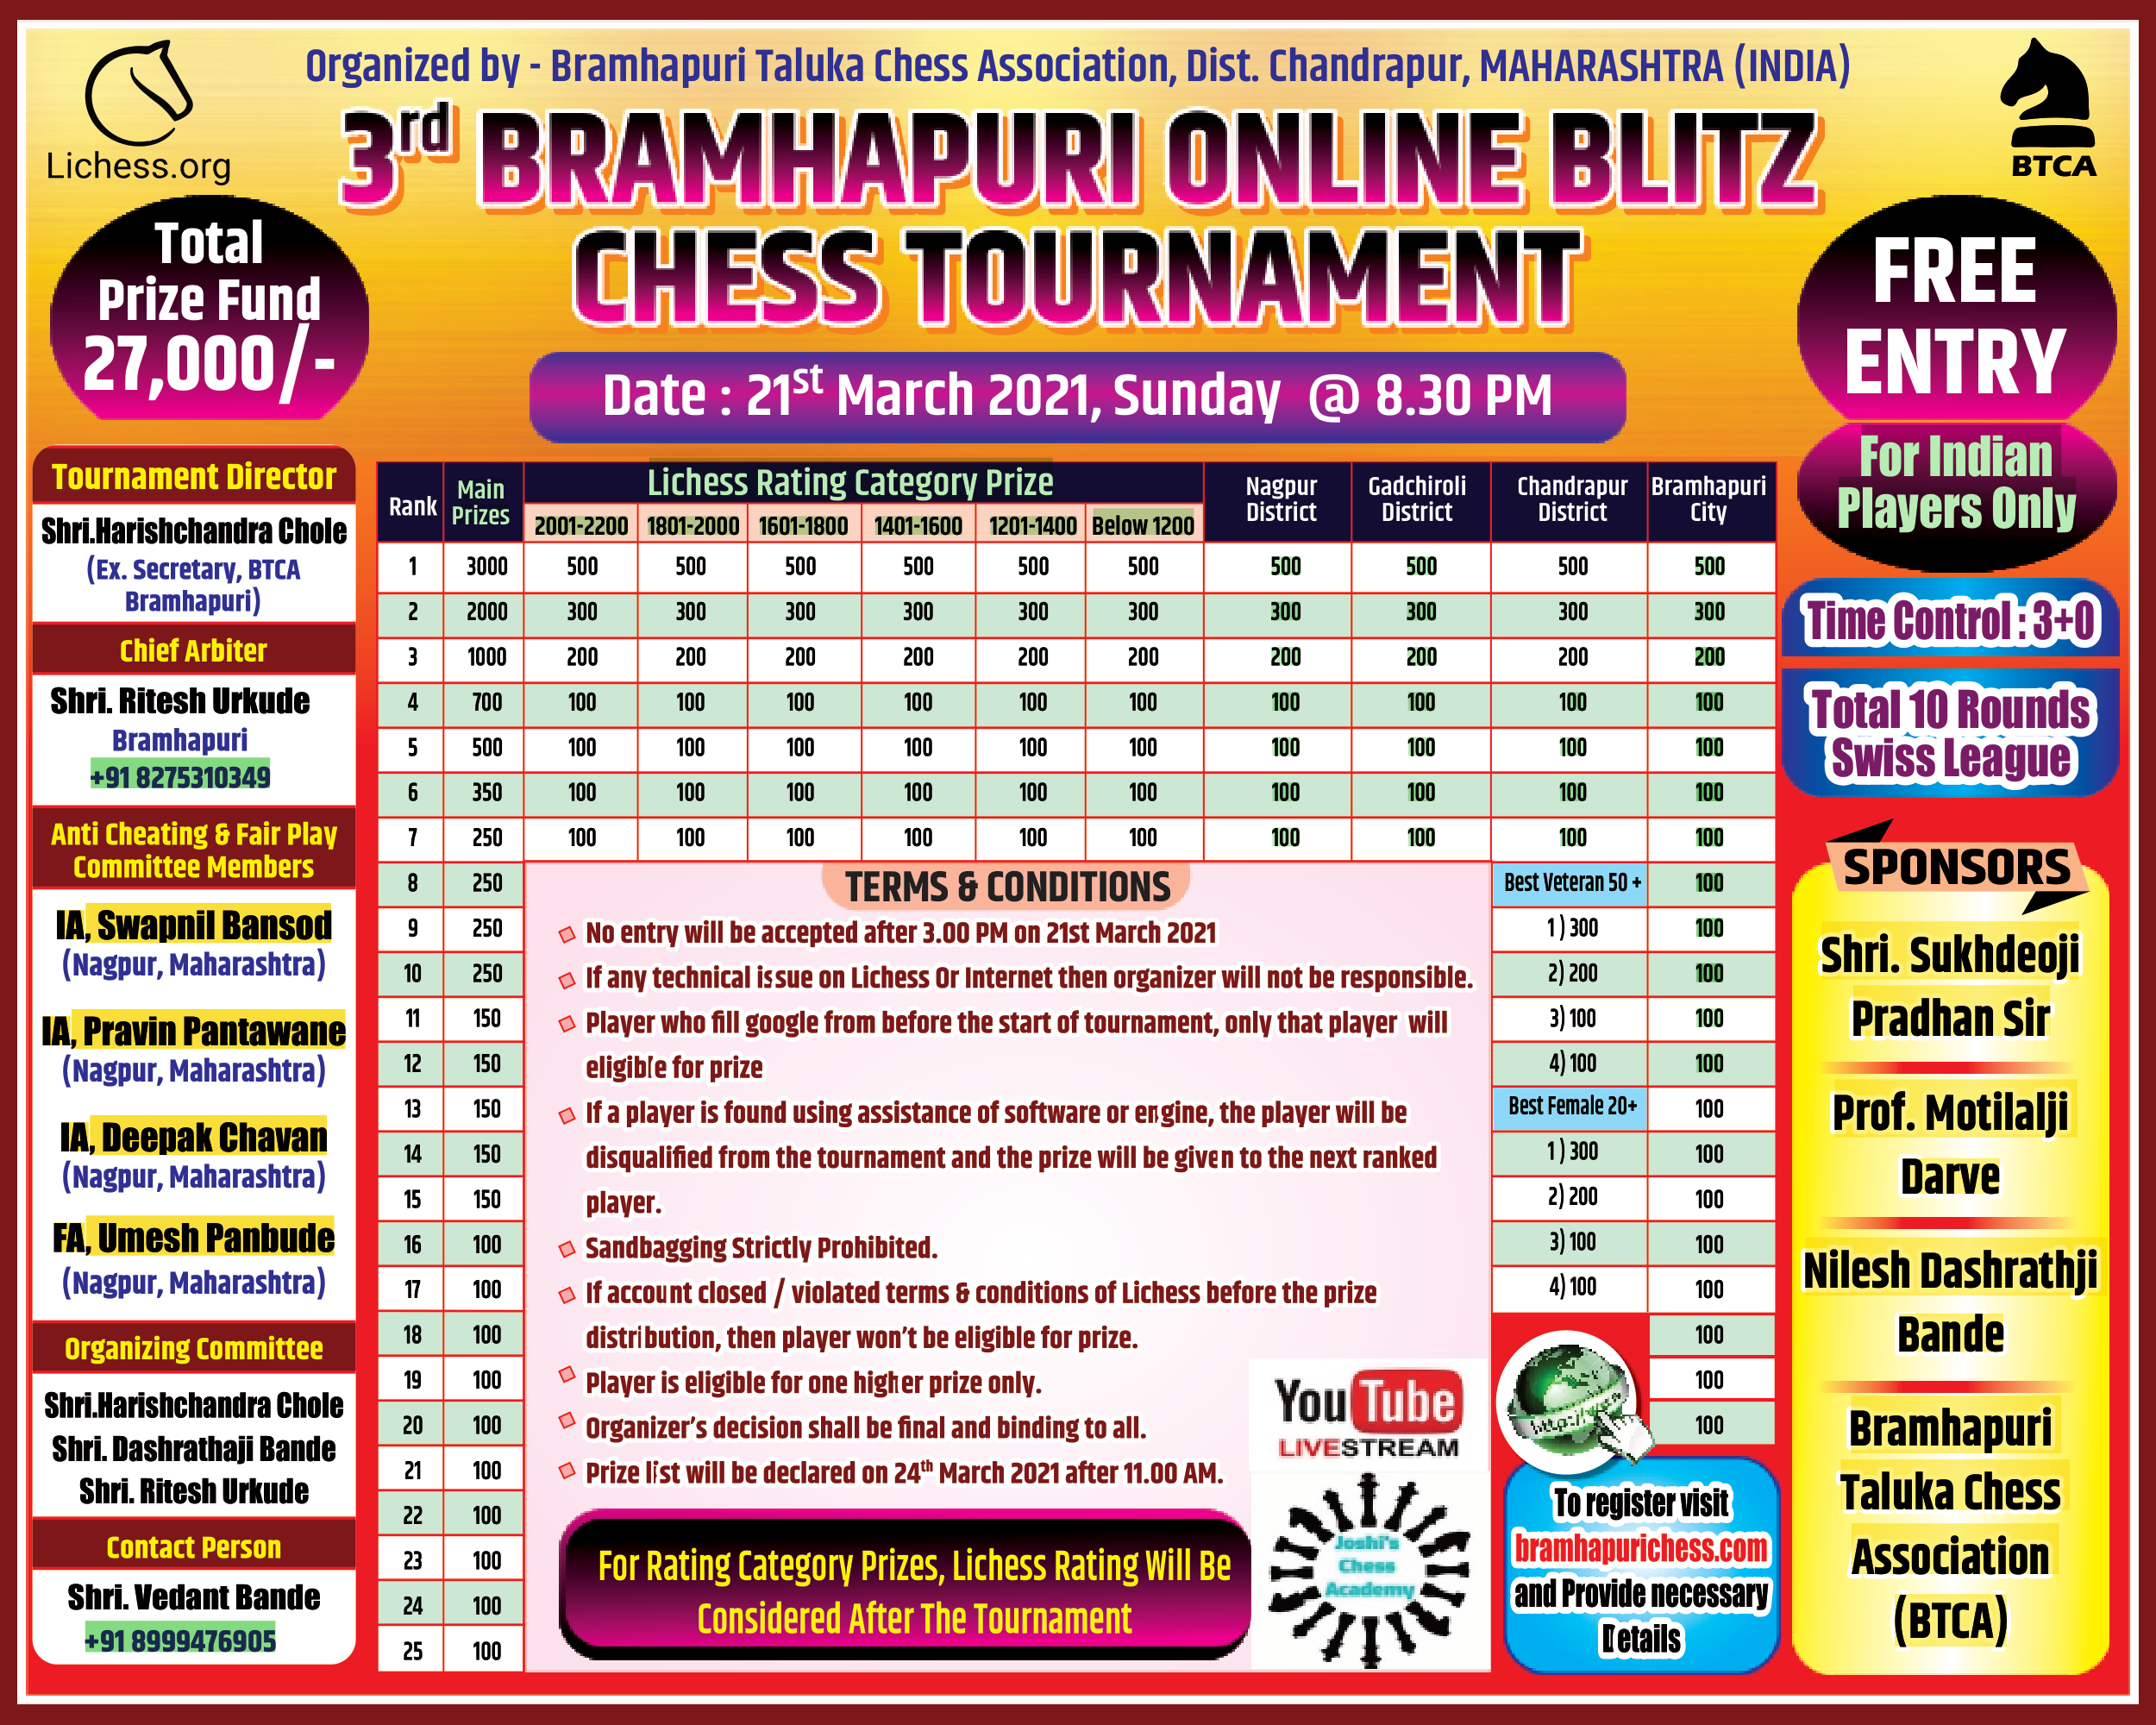 Lichess.org
Organized by - Bramhapuri Taluka Chess Association, Dist. Chandrapur, MAHARASHTRA (INDIA)
BTCA
3rd BRAMHAPURI ONLINE BLITZ
CHESS TOURNAMENT
Date : 21st March 2021, Sunday @ 8.30 PM
Total
Prize Fund
27,000/-
FREE
ENTRY
For Indian
Players Only
Time Control : 3+0
Total 10 Rounds
Swiss League
Tournament Director
Shri.Harishchandra Chole
(Ex. Secretary, BTCA
Bramhapuri)
Chief Arbiter
Shri. Ritesh Urkude
Bramhapuri
+91 8275310349
Anti Cheating & Fair Play
Committee Members
IA, Swapnil Bansod
(Nagpur, Maharashtra)
IA, Pravin Pantawane
(Nagpur, Maharashtra)
IA, Deepak Chavan
(Nagpur, Maharashtra)
FA, Umesh Panbude
(Nagpur, Maharashtra)
Organizing Committee
Shri.Harishchandra Chole
Shri. Dashrathaji Bande
Shri. Ritesh Urkude
Contact Person
Shri. Vedant Bande
+91 8999476905
Rank Main Prizes Lichess Rating Category Prize Nagpur District Gadchiroli District Chandrapur District Bramhapuri City
2001-2200 1801-2000 1601-1800 1401-1600 1201-1400 Below 1200
1 3000 500 500 500 500 500 500 500 500 500 500
2 2000 300 300 300 300 300 300 300 300 300 300
3 1000 200 200 200 200 200 200 200 200 200 200
4 700 100 100 100 100 100 100 100 100 100 100
5 500 100 100 100 100 100 100 100 100 100 100
6 350 100 100 100 100 100 100 100 100 100 100
7 250 100 100 100 100 100 100 100 100 100 100
8 250 Best Veteran 50 + 100
9 250 1) 300 100
10 250 2) 200 100
11 150 3) 100 100
12 150 4) 100 100
13 150 Best Female 20+ 100
14 150 1) 300 100
15 150 2) 200 100
16 100 3) 100 100
17 100 4) 100 100
18 100 100
19 100 100
20 100 100
21 100
22 100
23 100
24 100
25 100
TERMS & CONDITIONS
No entry will be accepted after 3.00 PM on 21st March 2021
If any technical issue on Lichess Or Internet then organizer will not be responsible.
Player who fill google from before the start of tournament, only that player will
eligible for prize
If a player is found using assistance of software or engine, the player will be
disqualified from the tournament and the prize will be given to the next ranked
player.
Sandbagging Strictly Prohibited.
If account closed / violated terms & conditions of Lichess before the prize
distribution, then player won't be eligible for prize.
Player is eligible for one higher prize only.
Organizer's decision shall be final and binding to all.
Prize list will be declared on 24th March 2021 after 11.00 AM.
For Rating Category Prizes, Lichess Rating Will Be
Considered After The Tournament
YouTube
LIVESTREAM
Joshi's
Chess
Academy
To register visit
bramhapurichess.com
and Provide necessary
Details
SPONSORS
Shri. Sukhdeoji
Pradhan Sir
Prof. Motilalji
Darve
Nilesh Dashrathji
Bande
Bramhapuri
Taluka Chess
Association
(BTCA)